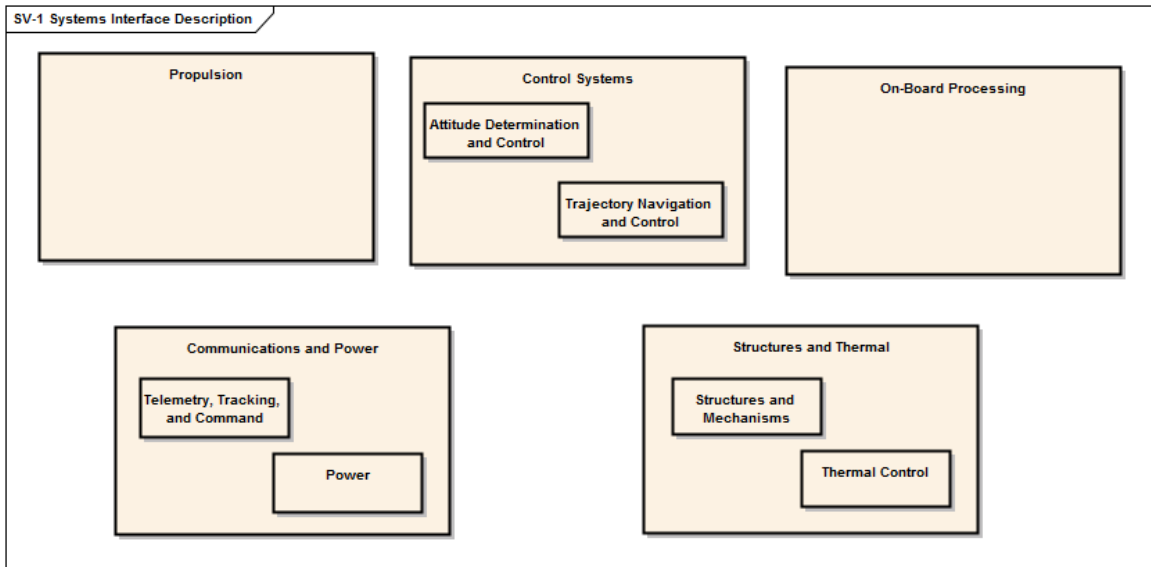 SV-1 Systems Interface Description
Propulsion
Control Systems
Attitude Determination
and Control
Trajectory Navigation
and Control
On-Board Processing
Communications and Power
Telemetry, Tracking,
and Command
Power
Structures and Thermal
Structures and
Mechanisms
Thermal Control